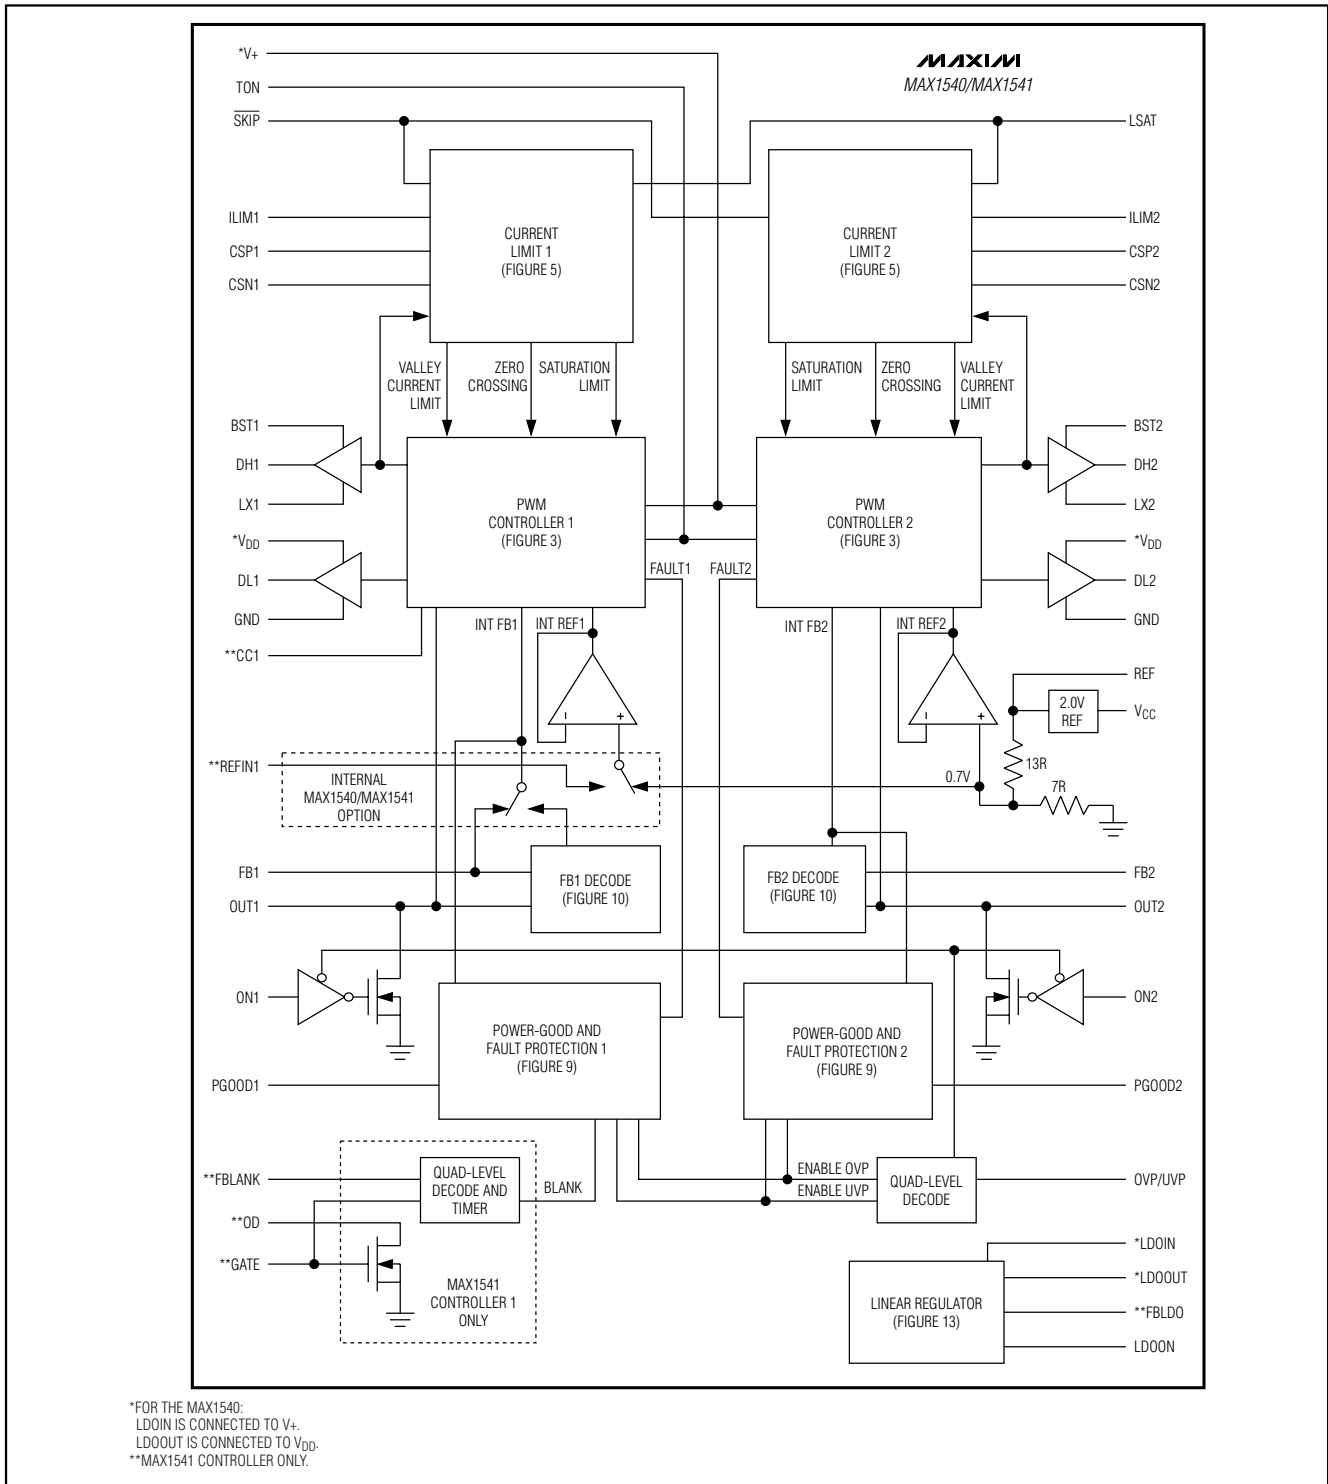 *V+
MAXIM
MAX1540/MAX1541
TON
SKIP
LSAT
CURRENT
LIMIT 1
(FIGURE 5)
CURRENT
LIMIT 2
(FIGURE 5)
ILIM1
ILIM2
CSP1
CSP2
CSN1
CSN2
VALLEY
CURRENT
LIMIT
ZERO
CROSSING
SATURATION
LIMIT
SATURATION
LIMIT
ZERO
CROSSING
VALLEY
CURRENT
LIMIT
BST1
BST2
DH1
DH2
LX1
LX2
PWM
CONTROLLER 1
(FIGURE 3)
PWM
CONTROLLER 2
(FIGURE 3)
*VDD
*VDD
DL1
DL2
FAULT1
FAULT2
GND
GND
INT FB1
INT REF1
INT FB2
INT REF2
**CC1
REF
2.0V
REF
VCC
-
+
-
+
**REFIN1
INTERNAL
MAX1540/MAX1541
OPTION
0.7V
13R
7R
FB1
FB1 DECODE
(FIGURE 10)
FB2 DECODE
(FIGURE 10)
FB2
OUT1
OUT2
ON1
ON2
POWER-GOOD AND
FAULT PROTECTION 1
(FIGURE 9)
POWER-GOOD AND
FAULT PROTECTION 2
(FIGURE 9)
PGOOD1
PGOOD2
**FBLANK
QUAD-LEVEL
DECODE AND
TIMER
BLANK
ENABLE OVP
ENABLE UVP
QUAD-LEVEL
DECODE
OVP/UVP
**OD
**GATE
MAX1541
CONTROLLER 1
ONLY
LINEAR REGULATOR
(FIGURE 13)
*LDOIN
*LDOOUT
**FBLDO
LDOON
*FOR THE MAX1540:
LDOIN IS CONNECTED TO V+.
LDOOUT IS CONNECTED TO VDD.
**MAX1541 CONTROLLER ONLY.